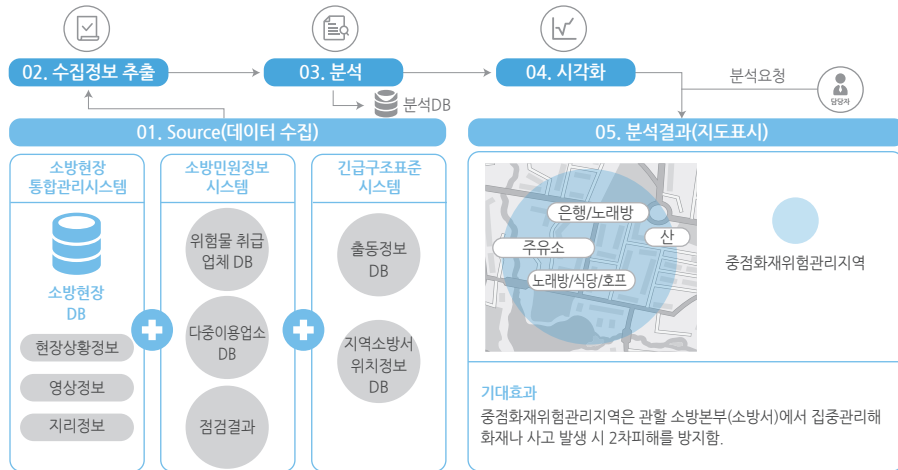 02. 수집정보 추출
03. 분석
04. 시각화
분석DB
분석요청
담당자
01. Source(데이터 수집)
소방현장
통합관리시스템
소방현장
DB
현장상황정보
영상정보
지리정보
소방민원정보
시스템
위험물 취급
업체 DB
다중이용업소
DB
점검결과
긴급구조표준
시스템
출동정보
DB
지역소방서
위치정보
DB
05. 분석결과(지도표시)
은행/노래방
산
주유소
노래방/식당/호프
중점화재위험관리지역
기대효과
중점화재위험관리지역은 관할 소방본부(소방서)에서 집중관리해
화재나 사고 발생 시 2차피해를 방지함.